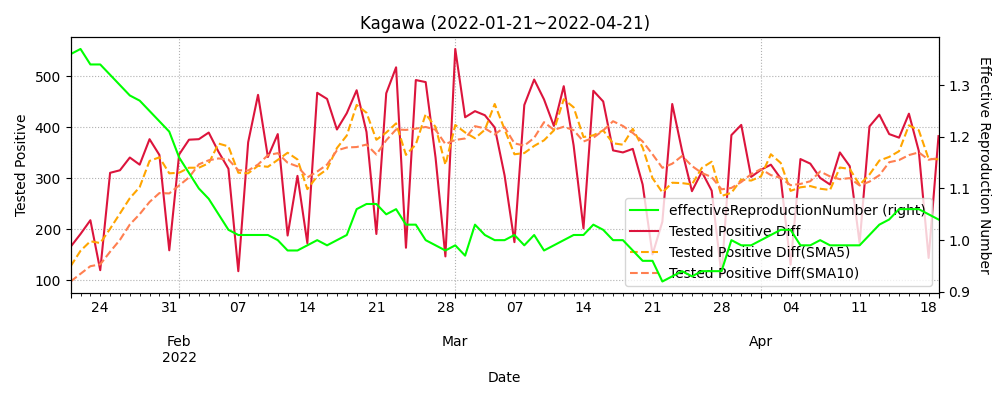 Kagawa (2022-01-21~2022-04-21)
Tested Positive
500
400
300
200
100
1.3
1.2
1.1
1.0
0.9
Effective Reproduction Number
effectiveReproductionNumber (right)
Tested Positive Diff
Tested Positive Diff(SMA5)
Tested Positive Diff(SMA10)
24 31 07 14 21 28 07 14 21 28 04 11 18
Feb Mar Apr
2022
Date